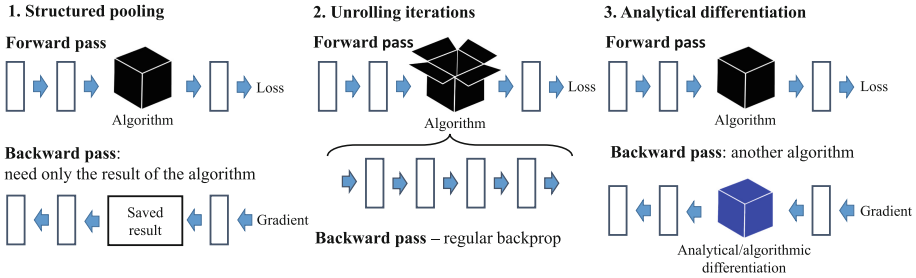 1. Structured pooling
Forward pass
Algorithm
Loss
Backward pass:
need only the result of the algorithm
Saved
result
Gradient
2. Unrolling iterations
Forward pass
Algorithm
Loss
Backward pass – regular backprop
3. Analytical differentiation
Forward pass
Algorithm
Loss
Backward pass: another algorithm
Gradient
Analytical/algorithmic
differentiation